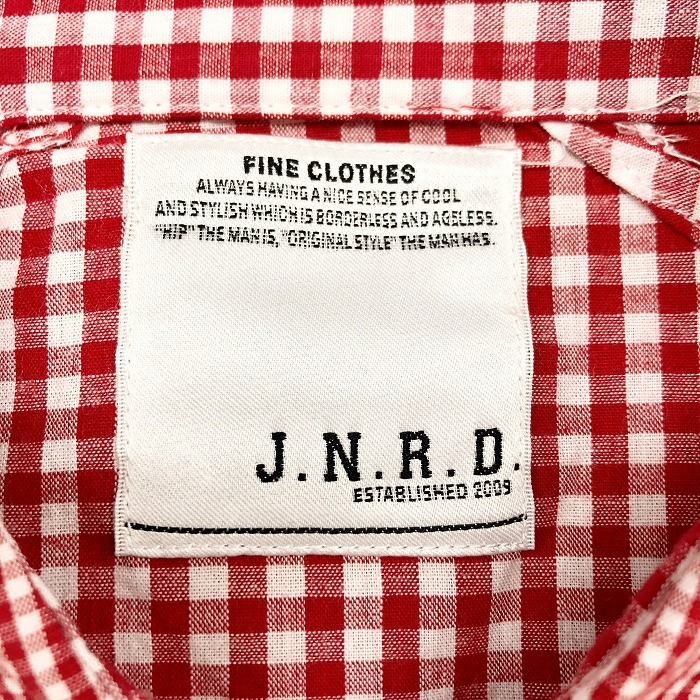 FINE CLOTHES
ALWAYS HAVING A NICE SENSE OF COOL
AND STYLISH WHICH IS BORDERLESS AND AGELESS.
"HIP" THE MAN IS, "ORIGINAL STYLE" THE MAN HAS.
J.N.R.D.
ESTABLISHED 2009